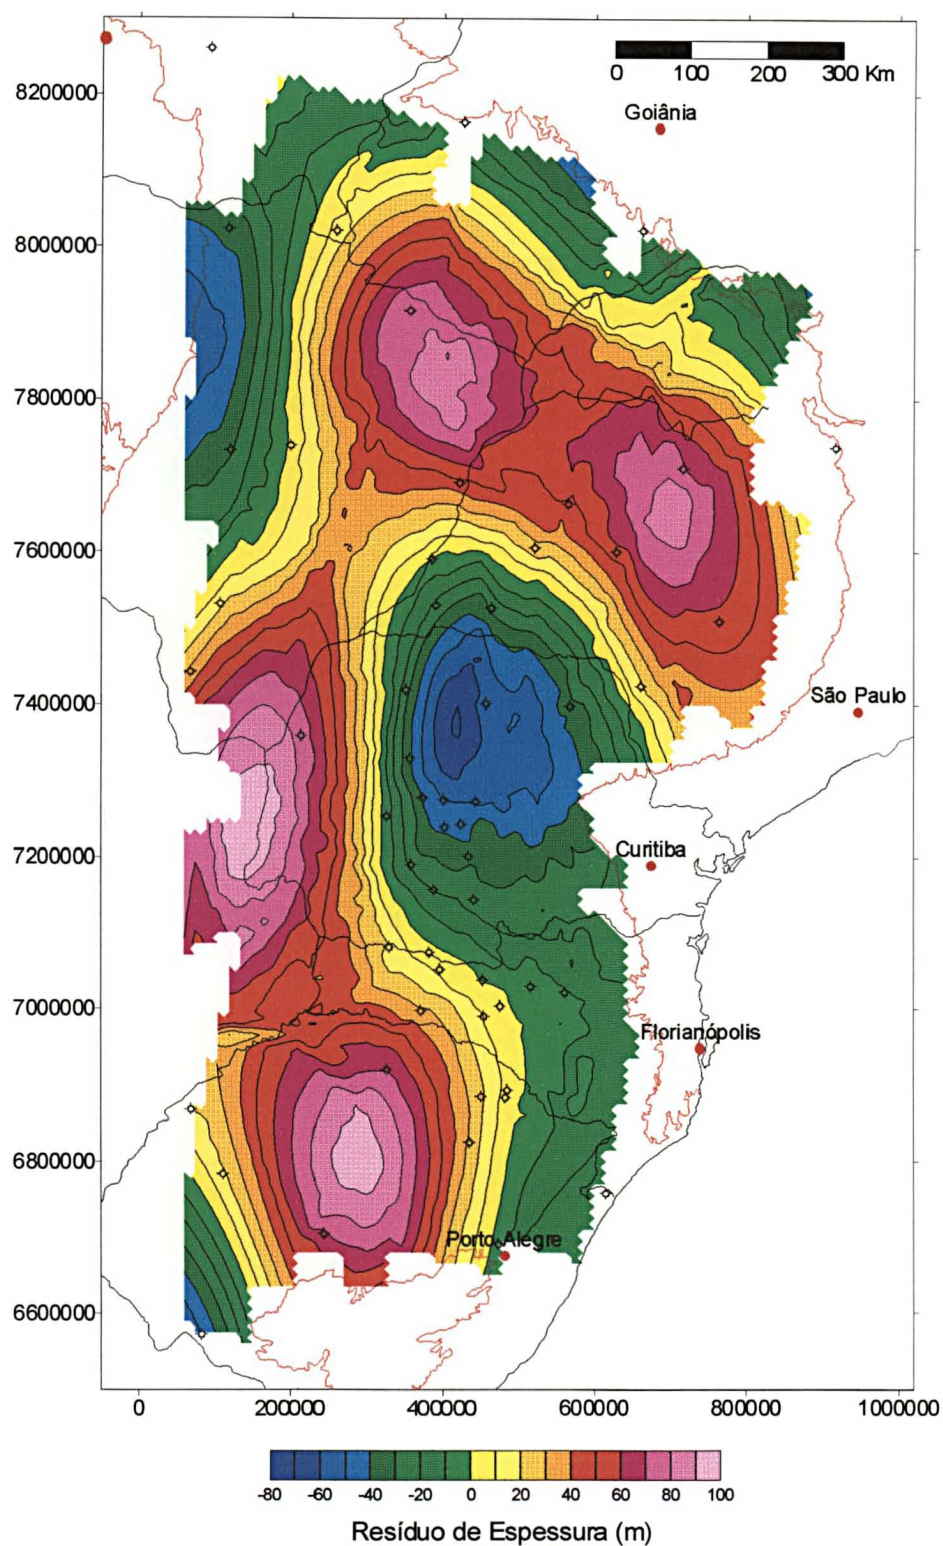 0 100 200 300 Km
Goiânia
8200000
8000000
7800000
7600000
7400000
São Paulo
7200000
Curitiba
7000000
Florianópolis
6800000
Porto Alegre
6600000
0 200000 400000 600000 800000 1000000
-80 -60 -40 -20 0 20 40 60 80 100
Resíduo de Espessura (m)